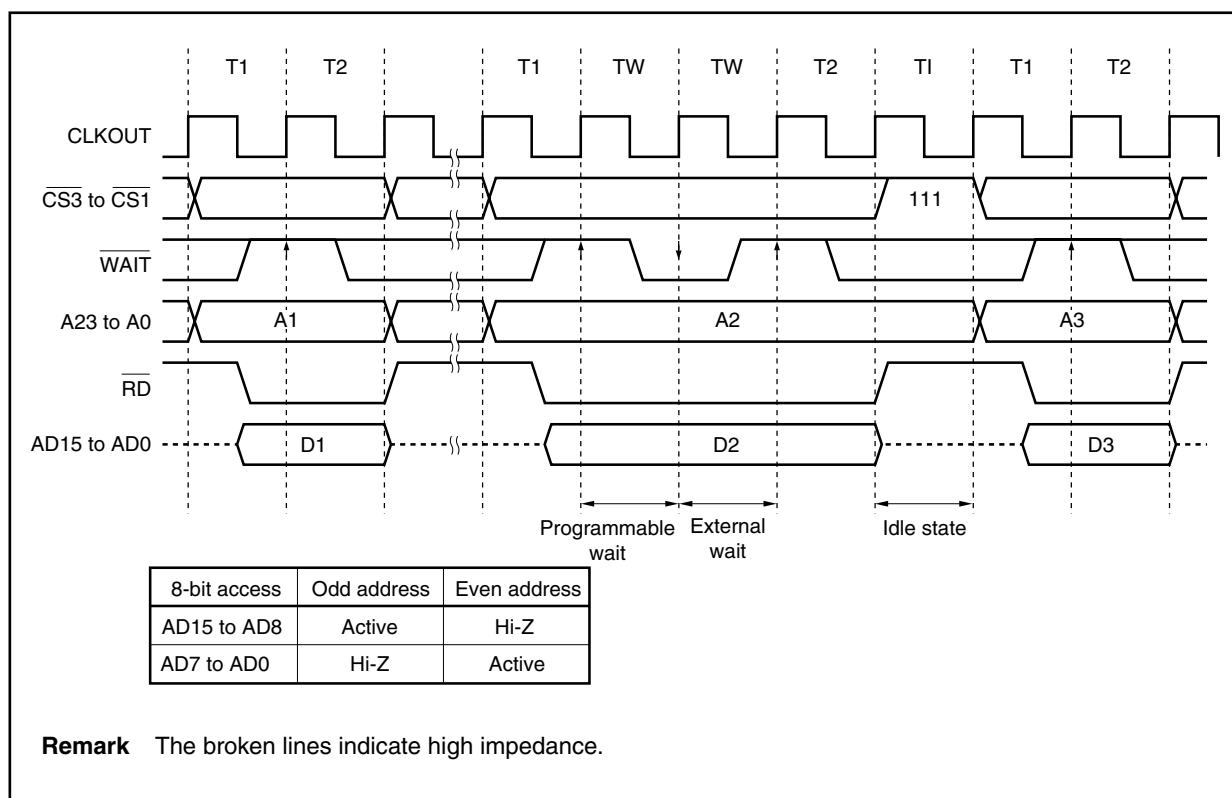 T1 T2 T1 TW TW T2 TI T1 T2
CLKOUT
CS3 to CS1 111
WAIT
A23 to A0 A1 A2 A3
RD
AD15 to AD0 D1 D2 D3
Programmable wait
External wait
Idle state
8-bit access Odd address Even address
AD15 to AD8 Active Hi-Z
AD7 to AD0 Hi-Z Active
Remark The broken lines indicate high impedance.